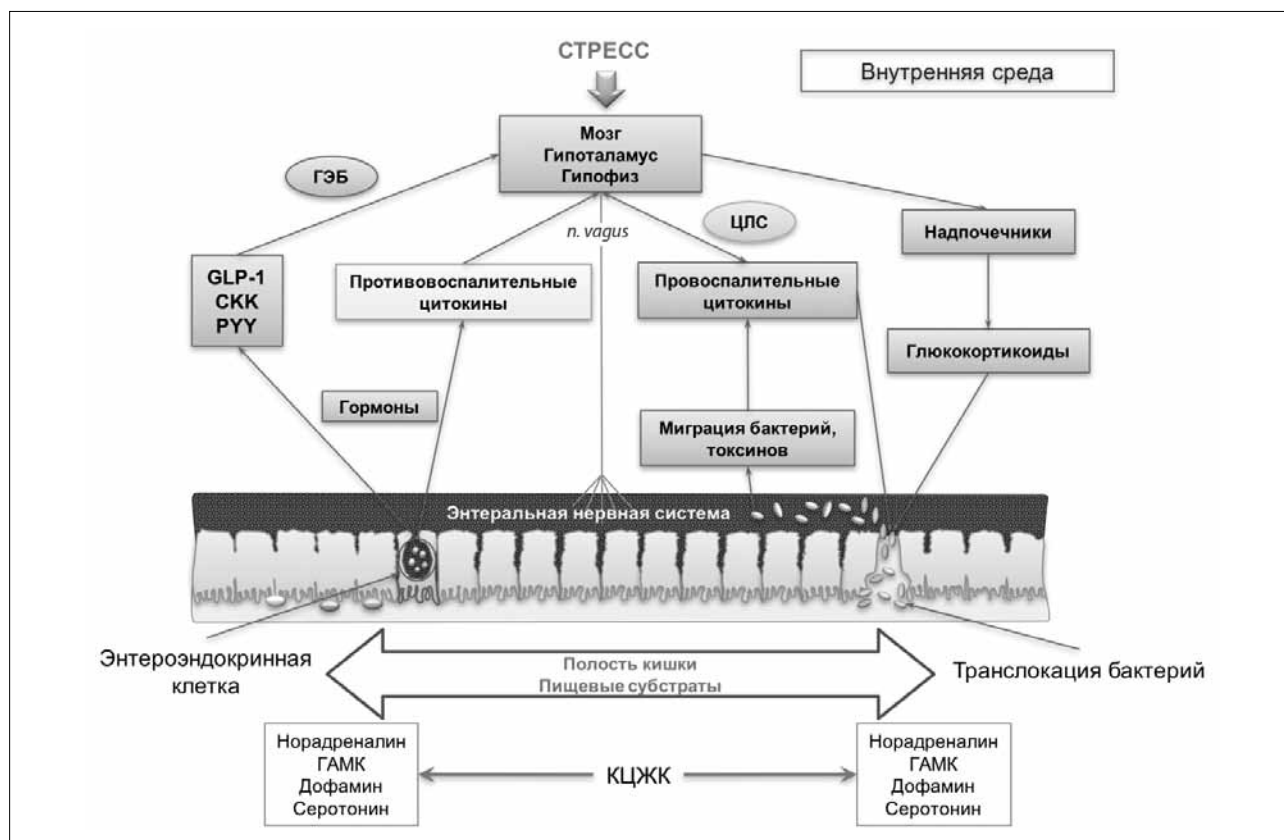 СТРЕСС
Внутренняя среда
Мозг
Гипоталамус
Гипофиз
ГЭБ
n. vagus
ЦЛС
Надпочечники
GLP-1
CKK
PYY
Противовоспалительные
цитокины
Провоспалительные
цитокины
Глюкокортикоиды
Гормоны
Миграция бактерий,
токсинов
Энтеральная нервная система
Энтероэндокринная
клетка
Полость кишки
Пищевые субстраты
Транслокация бактерий
Норадреналин
ГАМК
Дофамин
Серотонин
КЦЖК
Норадреналин
ГАМК
Дофамин
Серотонин